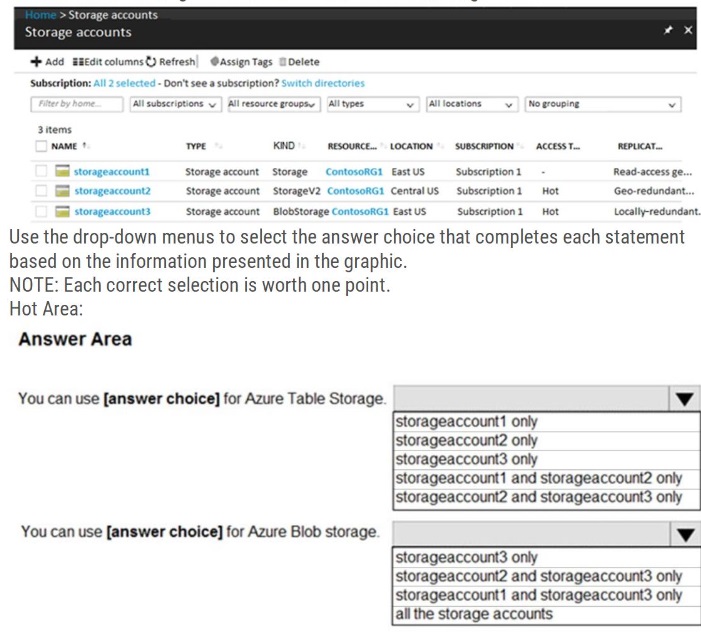 Home > Storage accounts
Storage accounts
Add Edit columns Refresh Assign Tags Delete
Subscription: All 2 selected - Don't see a subscription? Switch directories
Filter by home... All subscriptions All resource groups All types All locations No grouping
3 items
NAME TYPE KIND RESOURCE... LOCATION SUBSCRIPTION ACCESS T... REPLICAT...
storageaccount1 Storage account Storage ContosoRG1 East US Subscription 1 - Read-access ge...
storageaccount2 Storage account StorageV2 ContosoRG1 Central US Subscription 1 Hot Geo-redundant...
storageaccount3 Storage account BlobStorage ContosoRG1 East US Subscription 1 Hot Locally-redundant.
Use the drop-down menus to select the answer choice that completes each statement
based on the information presented in the graphic.
NOTE: Each correct selection is worth one point.
Hot Area:
Answer Area
You can use [answer choice] for Azure Table Storage.
storageaccount1 only
storageaccount2 only
storageaccount3 only
storageaccount1 and storageaccount2 only
storageaccount2 and storageaccount3 only
You can use [answer choice] for Azure Blob storage.
storageaccount3 only
storageaccount2 and storageaccount3 only
storageaccount1 and storageaccount3 only
all the storage accounts